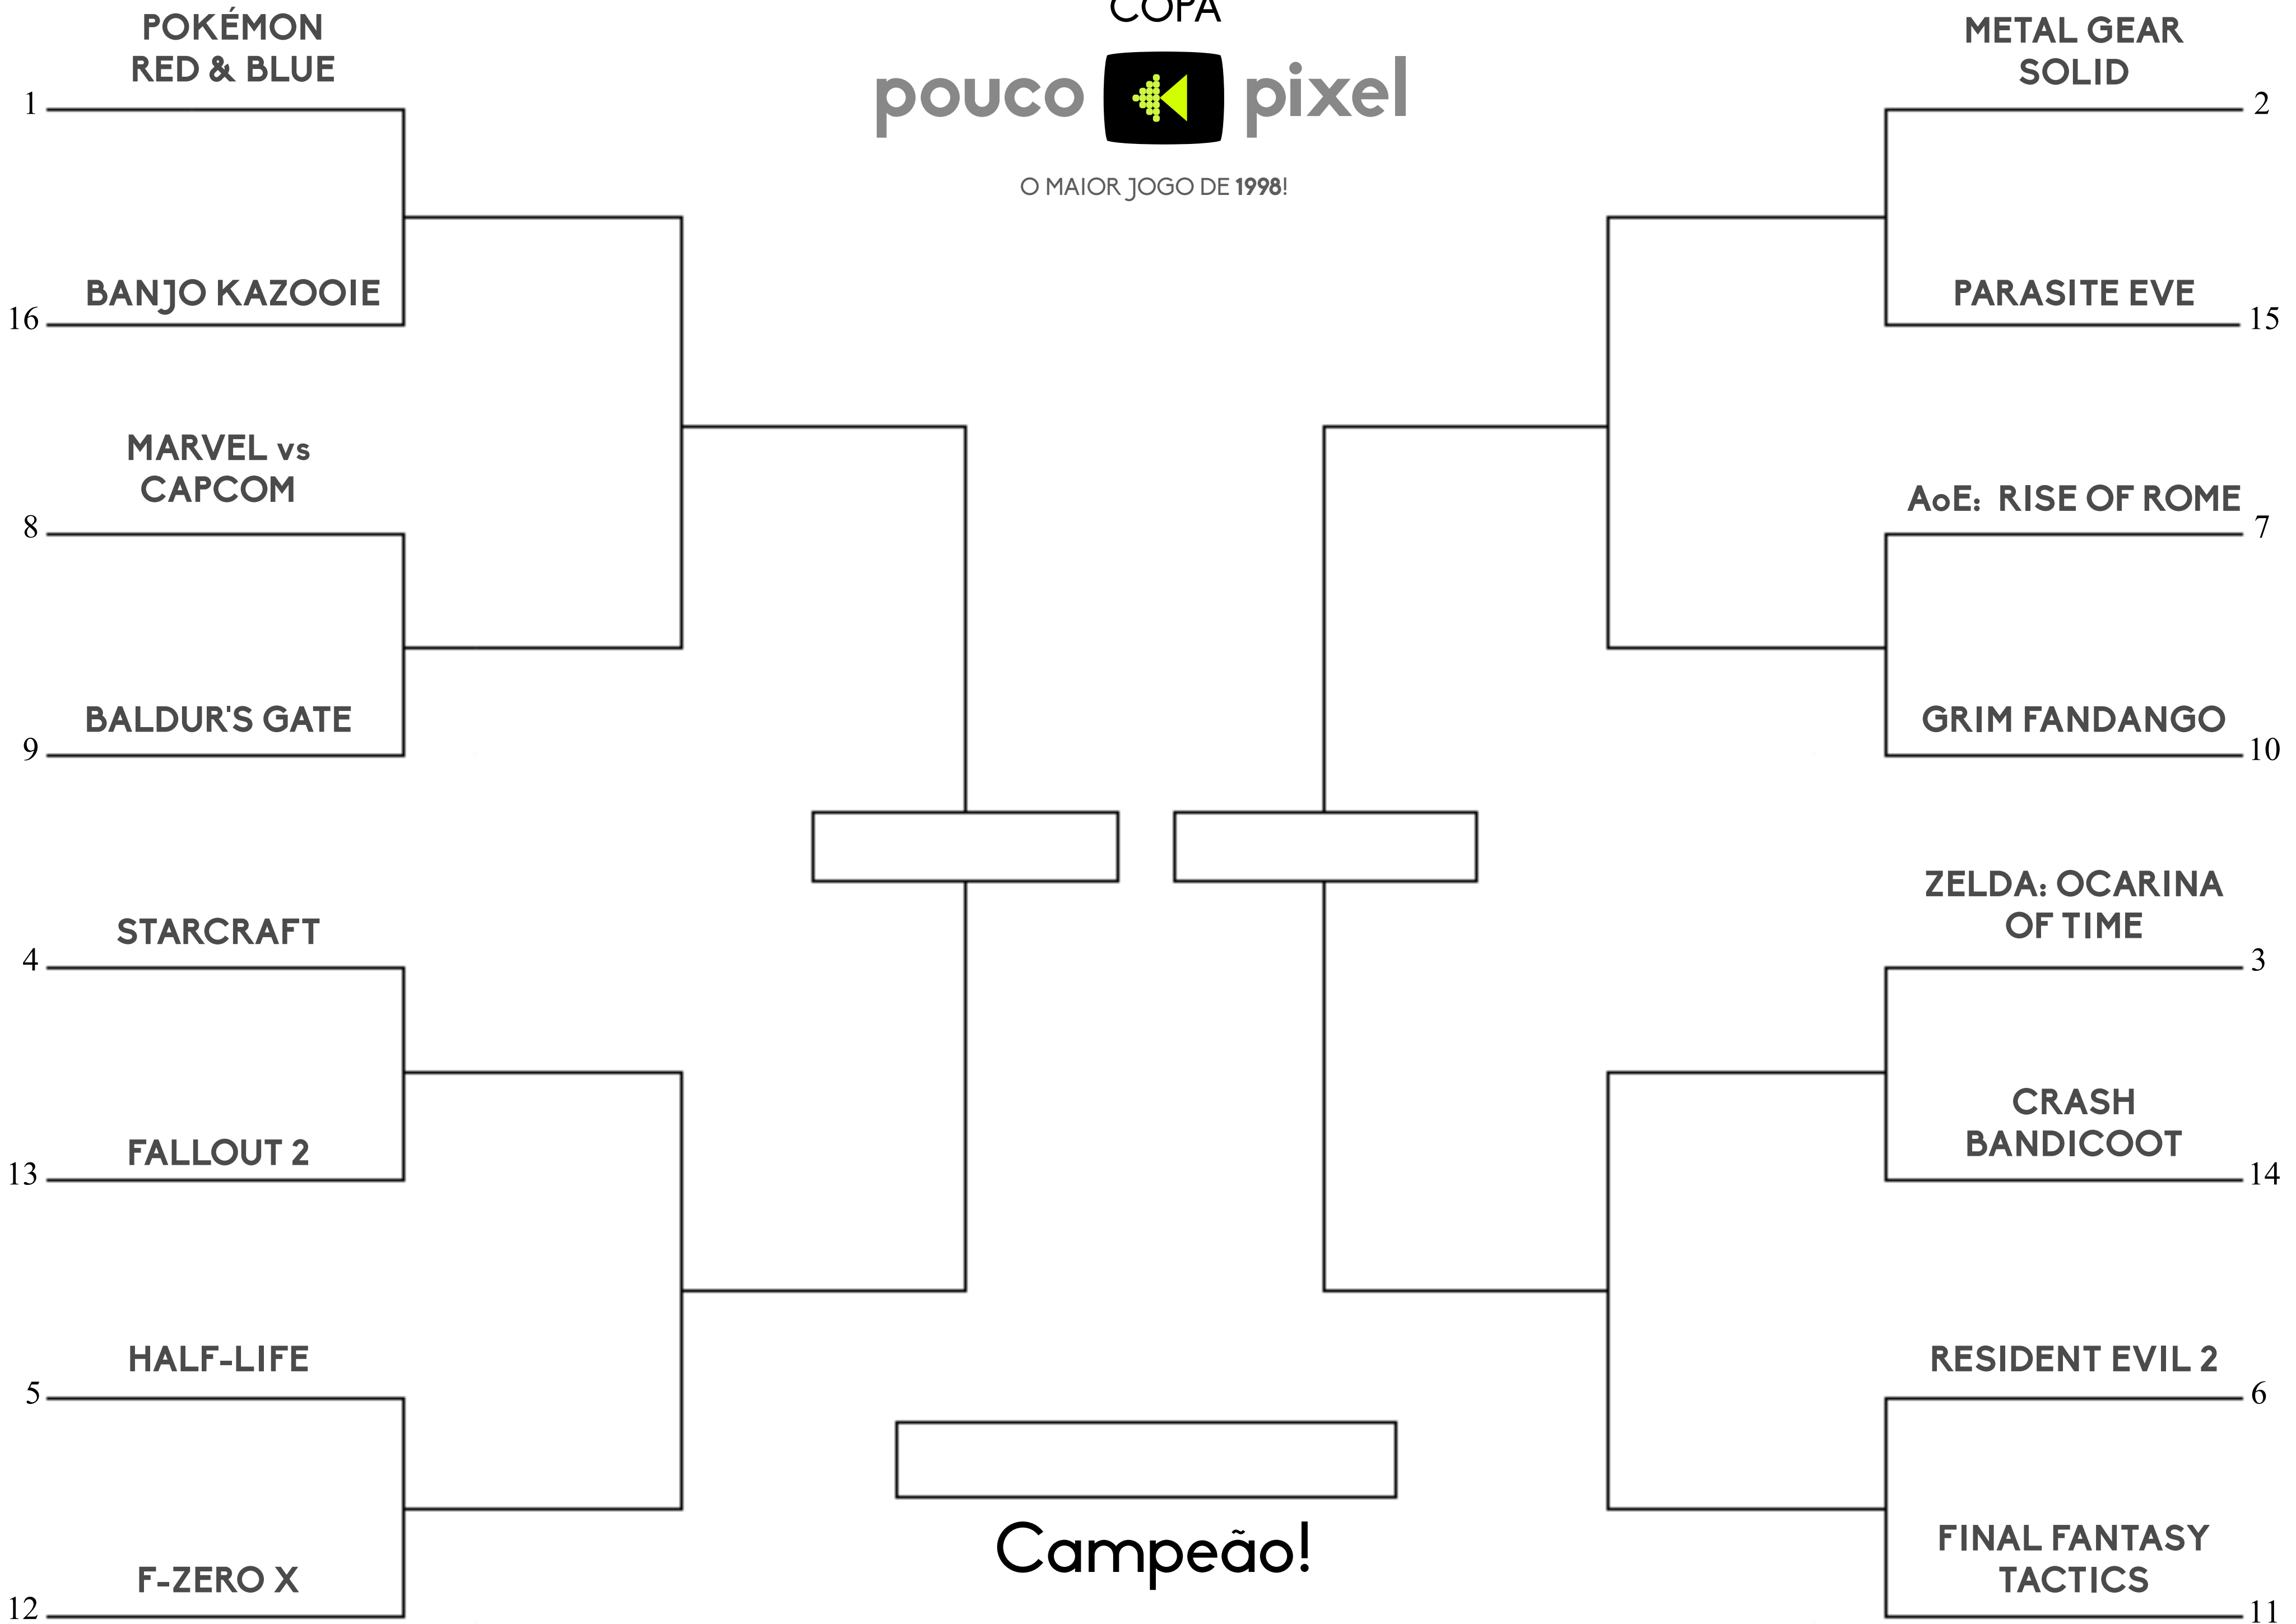 COPA
pouco pixel
O MAIOR JOGO DE 1998!
POKÉMON
RED & BLUE
1
BANJO KAZOOIE
16
MARVEL vs
CAPCOM
8
BALDUR'S GATE
9
STARCRAFT
4
FALLOUT 2
13
HALF-LIFE
5
F-ZERO X
12
METAL GEAR
SOLID
2
PARASITE EVE
15
AoE: RISE OF ROME
7
GRIM FANDANGO
10
ZELDA: OCARINA
OF TIME
3
CRASH
BANDICOOT
14
RESIDENT EVIL 2
6
FINAL FANTASY
TACTICS
11
Campeão!